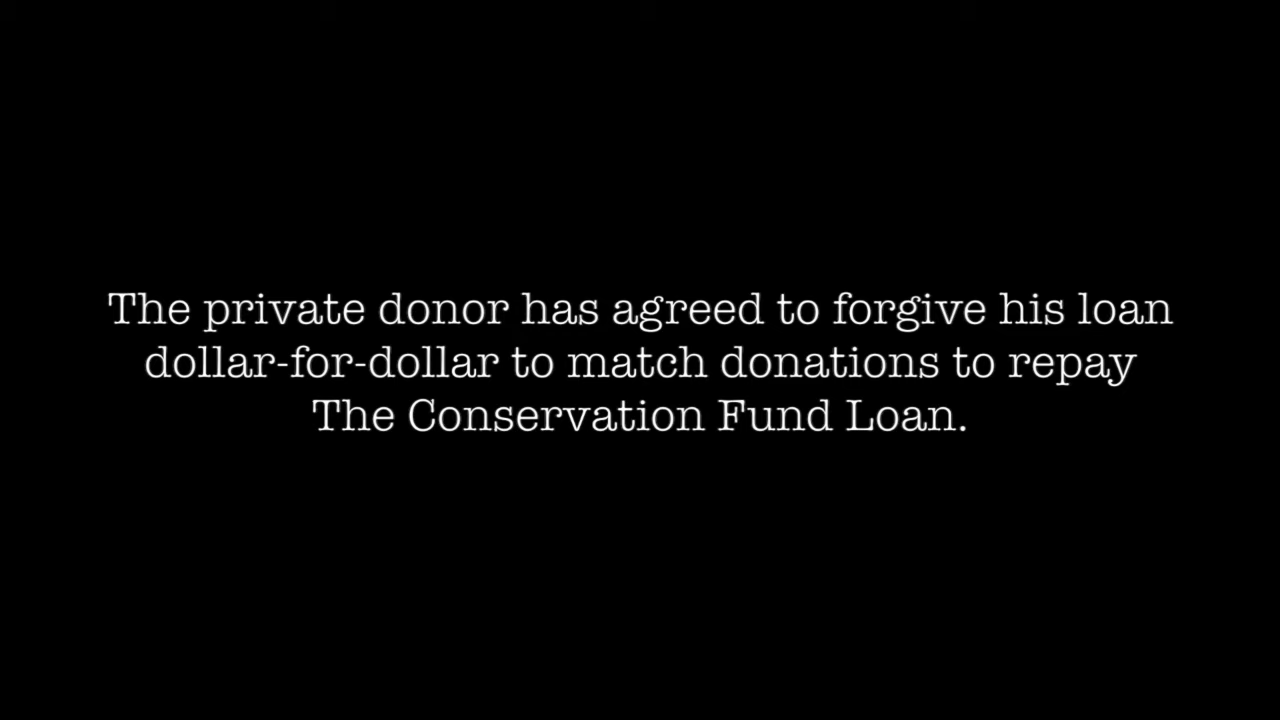 The private donor has agreed to forgive his loan
dollar-for-dollar to match donations to repay
The Conservation Fund Loan.